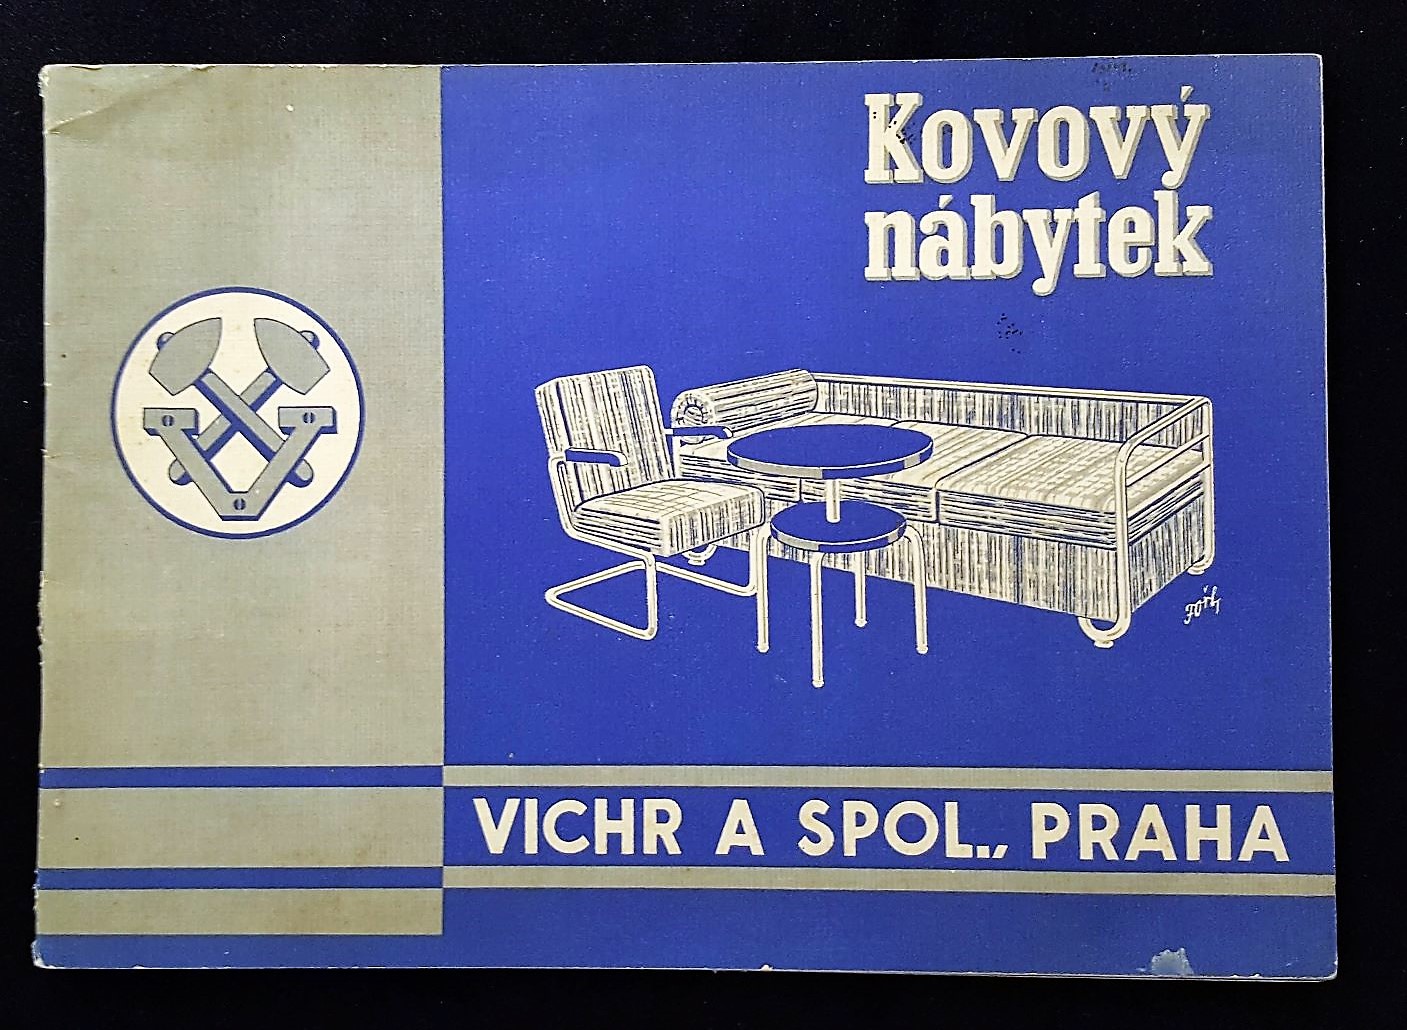 Kovový
nábytek
VICHR A SPOL., PRAHA